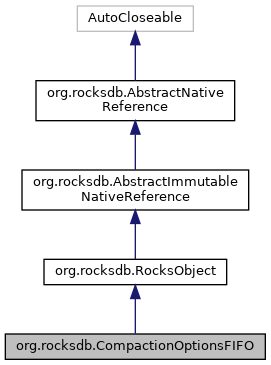 AutoCloseable
org.rocksdb.AbstractNative
Reference
org.rocksdb.AbstractImmutable
NativeReference
org.rocksdb.RocksObject
org.rocksdb.CompactionOptionsFIFO